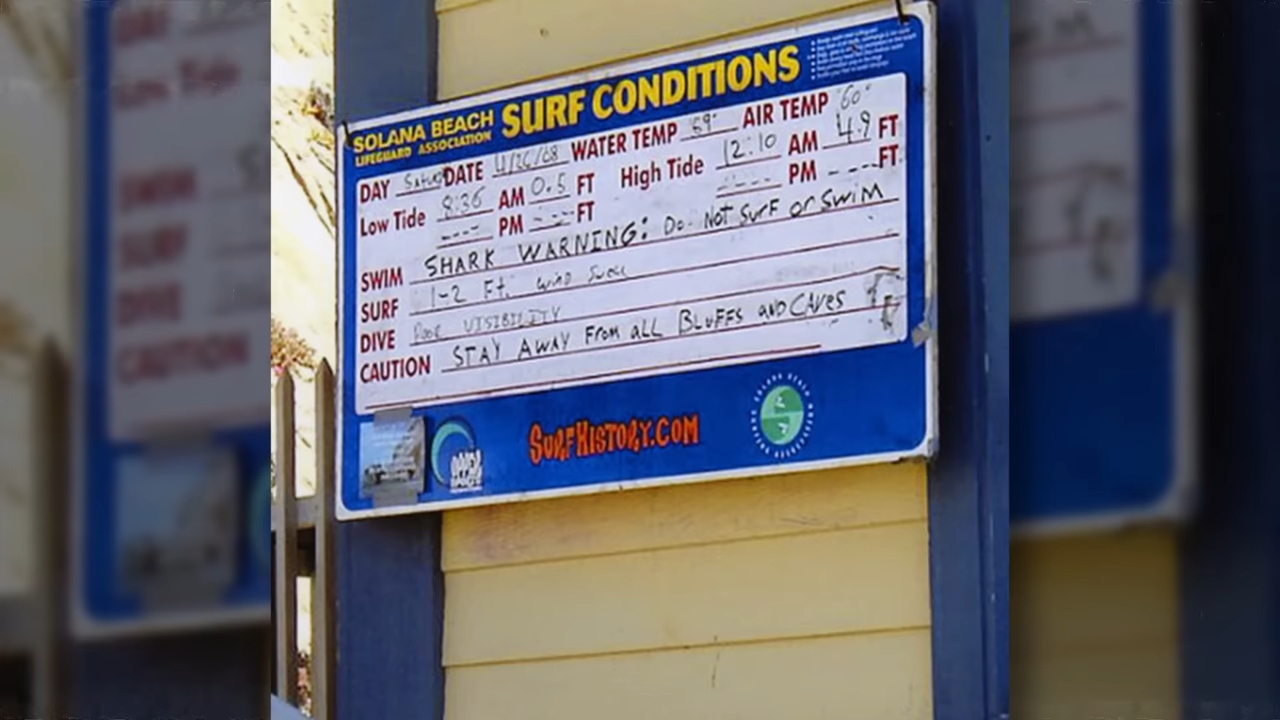 SOLANA BEACH SURF CONDITIONS
LIFEGUARD ASSOCIATION
DAY DATE 4/26/08 WATER TEMP 59° AIR TEMP 60°
Low Tide 8:36 AM 0.5 FT High Tide 12:10 AM 4.9 FT
---- PM --- FT ---- PM --- FT
SWIM SHARK WARNING: Do Not Surf or Swim
SURF 1-2 Ft. wind Swell
DIVE Poor VISIBILITY
CAUTION STAY AWAY From aLL BLuFFs AND CAVes
SURFHISTORY.COM